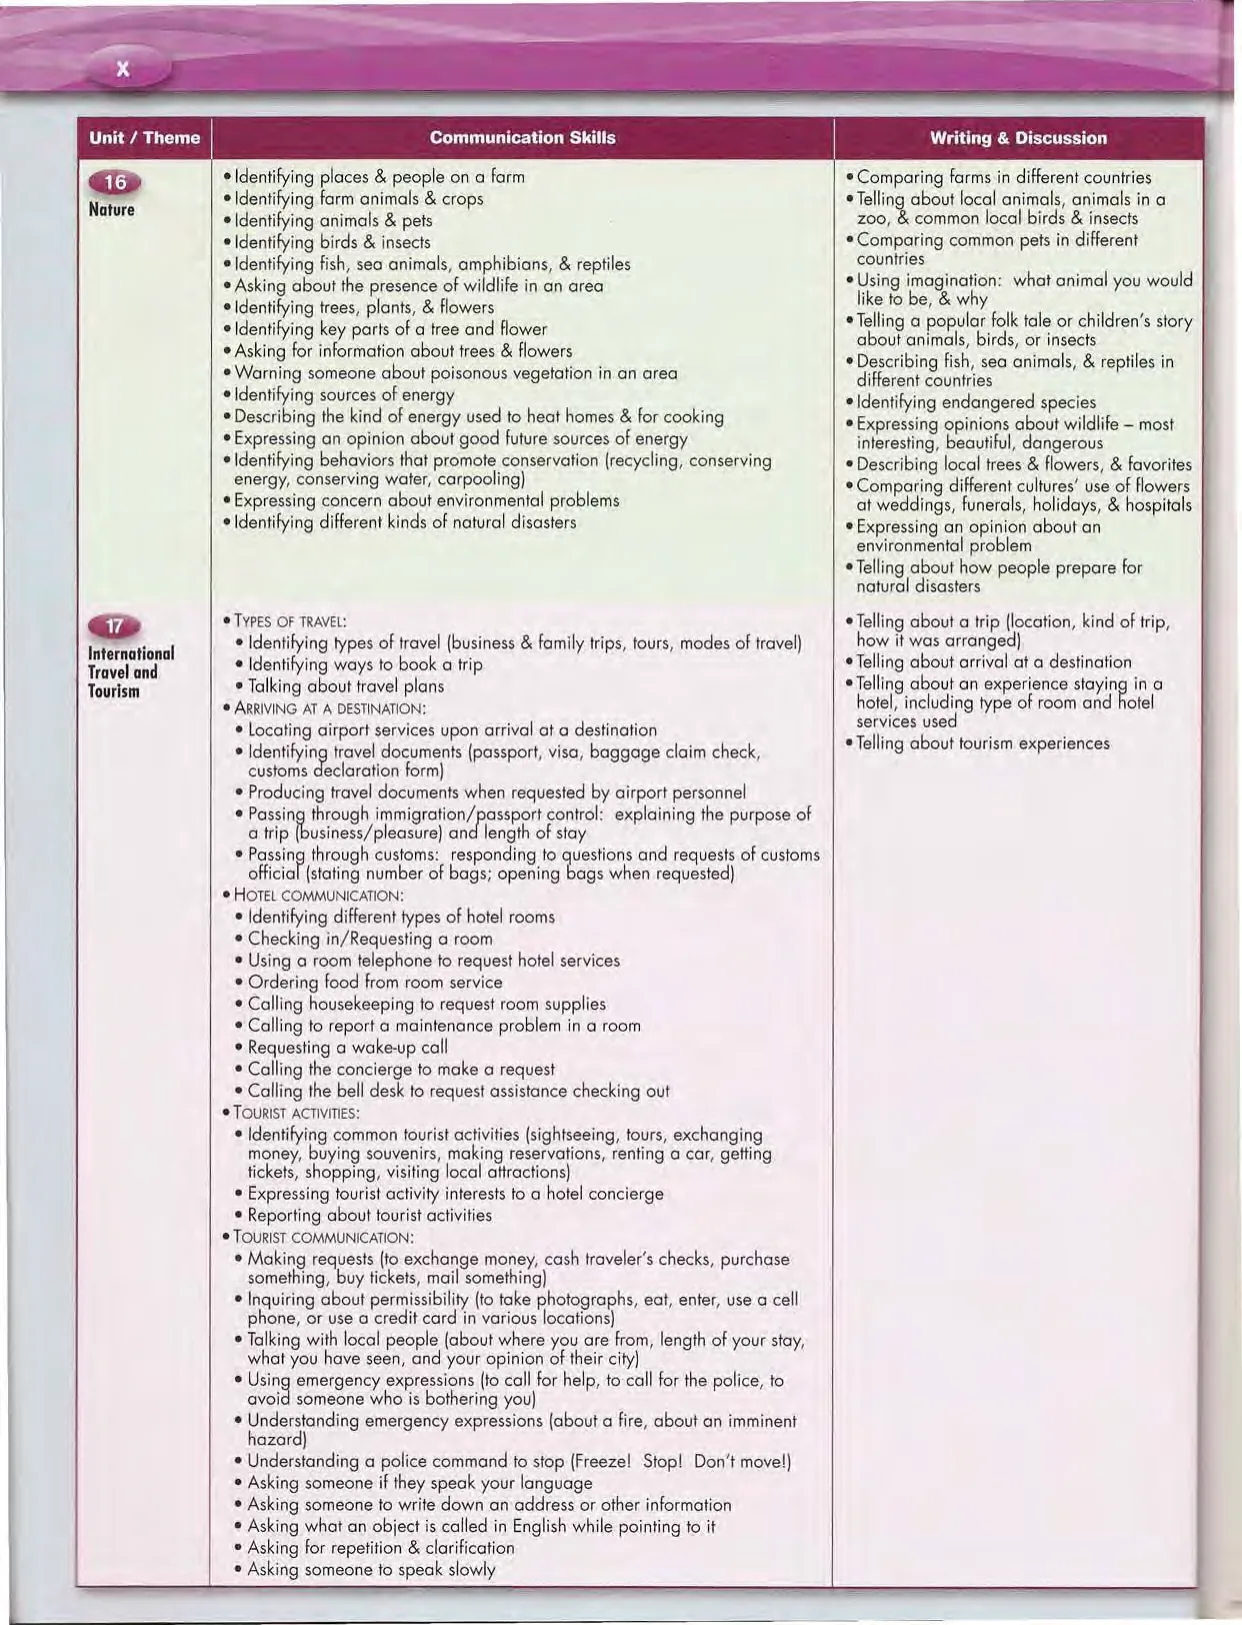 x
Unit / Theme
Communication Skills
Writing & Discussion
16
Nature
• Identifying places & people on a farm
• Identifying farm animals & crops
• Identifying animals & pets
• Identifying birds & insects
• Identifying fish, sea animals, amphibians, & reptiles
• Asking about the presence of wildlife in an area
• Identifying trees, plants, & flowers
• Identifying key parts of a tree and flower
• Asking for information about trees & flowers
• Warning someone about poisonous vegetation in an area
• Identifying sources of energy
• Describing the kind of energy used to heat homes & for cooking
• Expressing an opinion about good future sources of energy
• Identifying behaviors that promote conservation (recycling, conserving
energy, conserving water, carpooling)
• Expressing concern about environmental problems
• Identifying different kinds of natural disasters
• Comparing farms in different countries
• Telling about local animals, animals in a
zoo, & common local birds & insects
• Comparing common pets in different
countries
• Using imagination: what animal you would
like to be, & why
• Telling a popular folk tale or children's story
about animals, birds, or insects
• Describing fish, sea animals, & reptiles in
different countries
• Identifying endangered species
• Expressing opinions about wildlife – most
interesting, beautiful, dangerous
• Describing local trees & flowers, & favorites
• Comparing different cultures' use of flowers
at weddings, funerals, holidays, & hospitals
• Expressing an opinion about an
environmental problem
• Telling about how people prepare for
natural disasters
17
International
Travel and
Tourism
• TYPES OF TRAVEL:
• Identifying types of travel (business & family trips, tours, modes of travel)
• Identifying ways to book a trip
• Talking about travel plans
• ARRIVING AT A DESTINATION:
• Locating airport services upon arrival at a destination
• Identifying travel documents (passport, visa, baggage claim check,
customs declaration form)
• Producing travel documents when requested by airport personnel
• Passing through immigration/passport control: explaining the purpose of
a trip (business/pleasure) and length of stay
• Passing through customs: responding to questions and requests of customs
official (stating number of bags; opening bags when requested)
• HOTEL COMMUNICATION:
• Identifying different types of hotel rooms
• Checking in/Requesting a room
• Using a room telephone to request hotel services
• Ordering food from room service
• Calling housekeeping to request room supplies
• Calling to report a maintenance problem in a room
• Requesting a wake-up call
• Calling the concierge to make a request
• Calling the bell desk to request assistance checking out
• TOURIST ACTIVITIES:
• Identifying common tourist activities (sightseeing, tours, exchanging
money, buying souvenirs, making reservations, renting a car, getting
tickets, shopping, visiting local attractions)
• Expressing tourist activity interests to a hotel concierge
• Reporting about tourist activities
• TOURIST COMMUNICATION:
• Making requests (to exchange money, cash traveler's checks, purchase
something, buy tickets, mail something)
• Inquiring about permissibility (to take photographs, eat, enter, use a cell
phone, or use a credit card in various locations)
• Talking with local people (about where you are from, length of your stay,
what you have seen, and your opinion of their city)
• Using emergency expressions (to call for help, to call for the police, to
avoid someone who is bothering you)
• Understanding emergency expressions (about a fire, about an imminent
hazard)
• Understanding a police command to stop (Freeze! Stop! Don't move!)
• Asking someone if they speak your language
• Asking someone to write down an address or other information
• Asking what an object is called in English while pointing to it
• Asking for repetition & clarification
• Asking someone to speak slowly
• Telling about a trip (location, kind of trip,
how it was arranged)
• Telling about arrival at a destination
• Telling about an experience staying in a
hotel, including type of room and hotel
services used
• Telling about tourism experiences